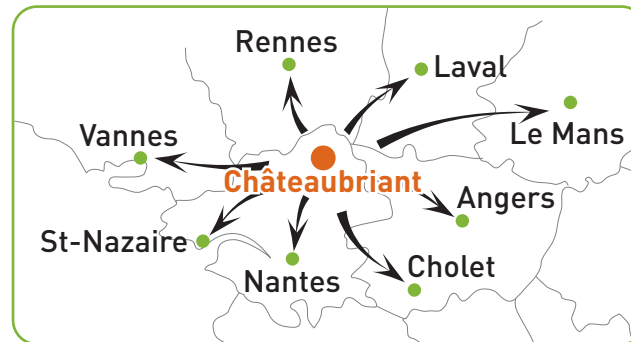 Rennes
Laval
Le Mans
Vannes
Châteaubriant
Angers
St-Nazaire
Nantes
Cholet